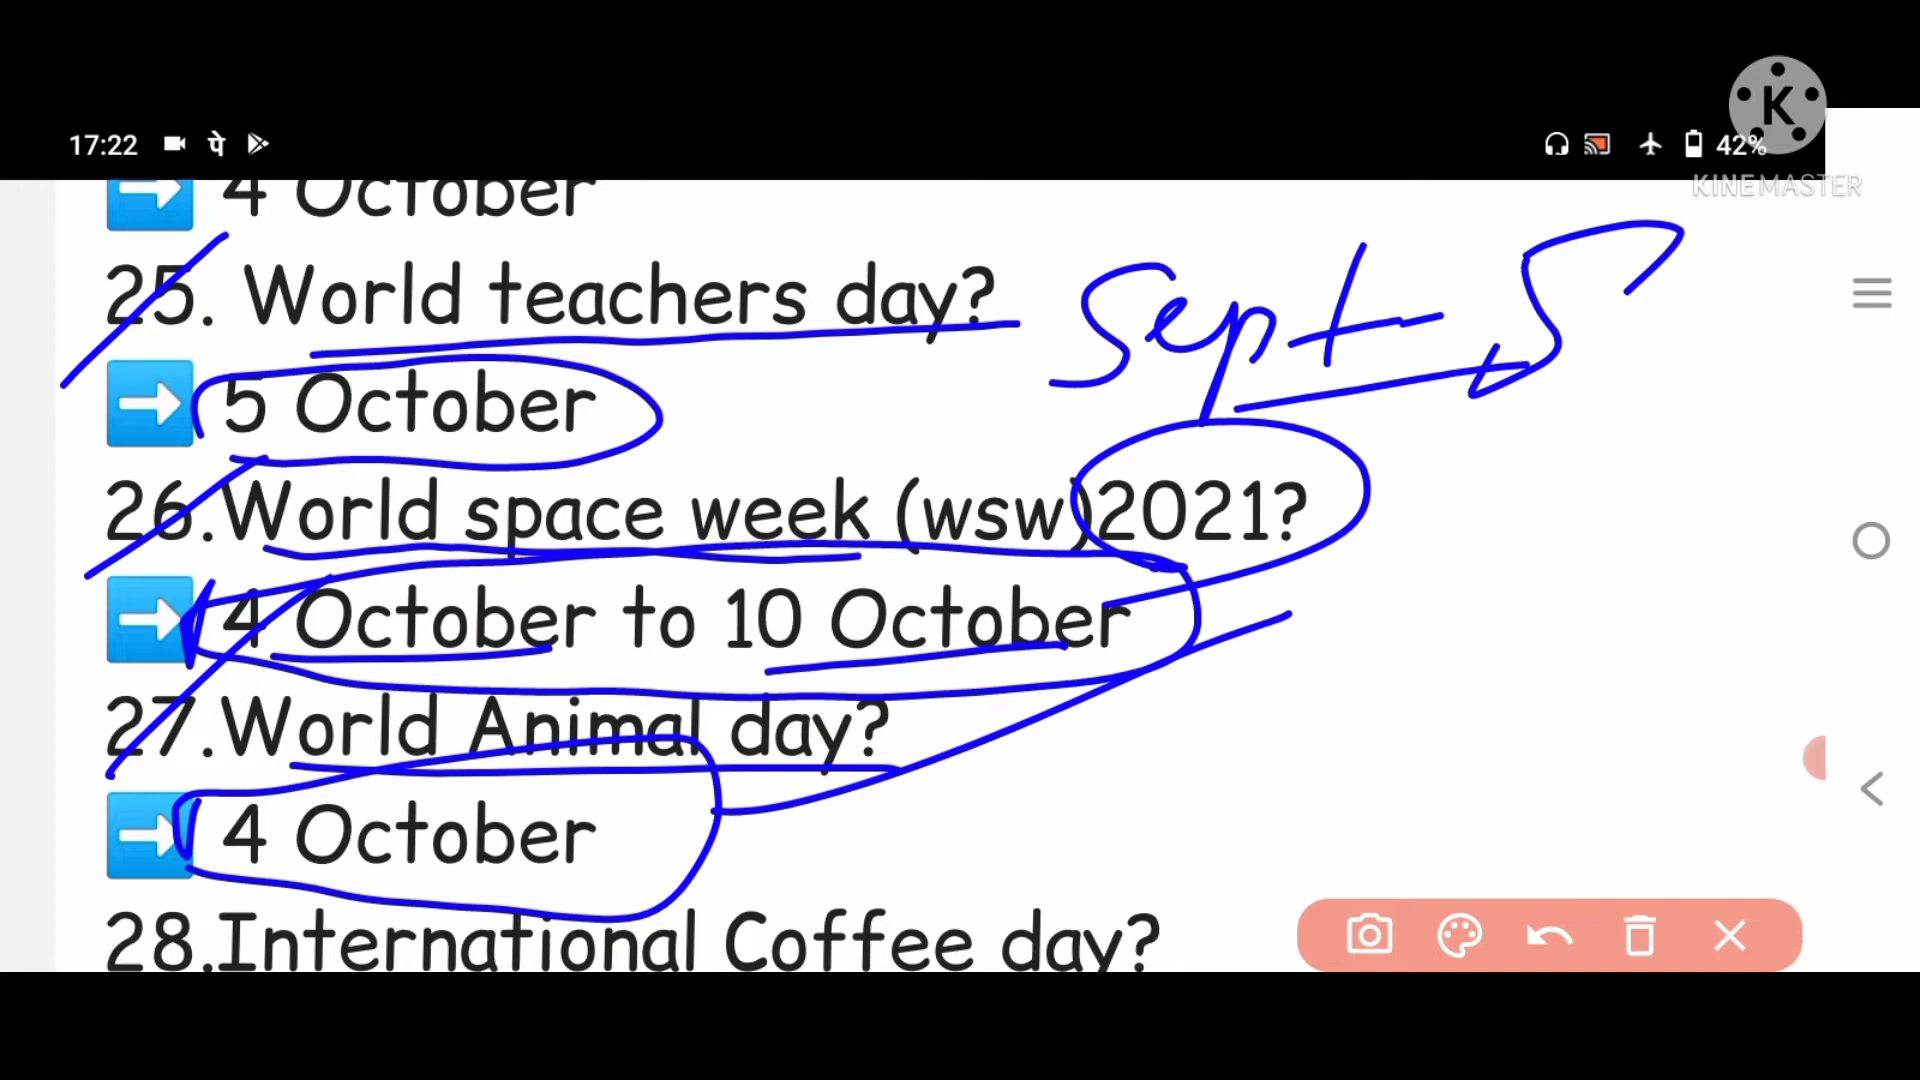 17:22 पे 42%
K
KINEMASTER
4 October
25. World teachers day? Sept - 5
5 October
26.World space week (wsw)2021?
4 October to 10 October
27.World Animal day?
4 October
28.International Coffee day?